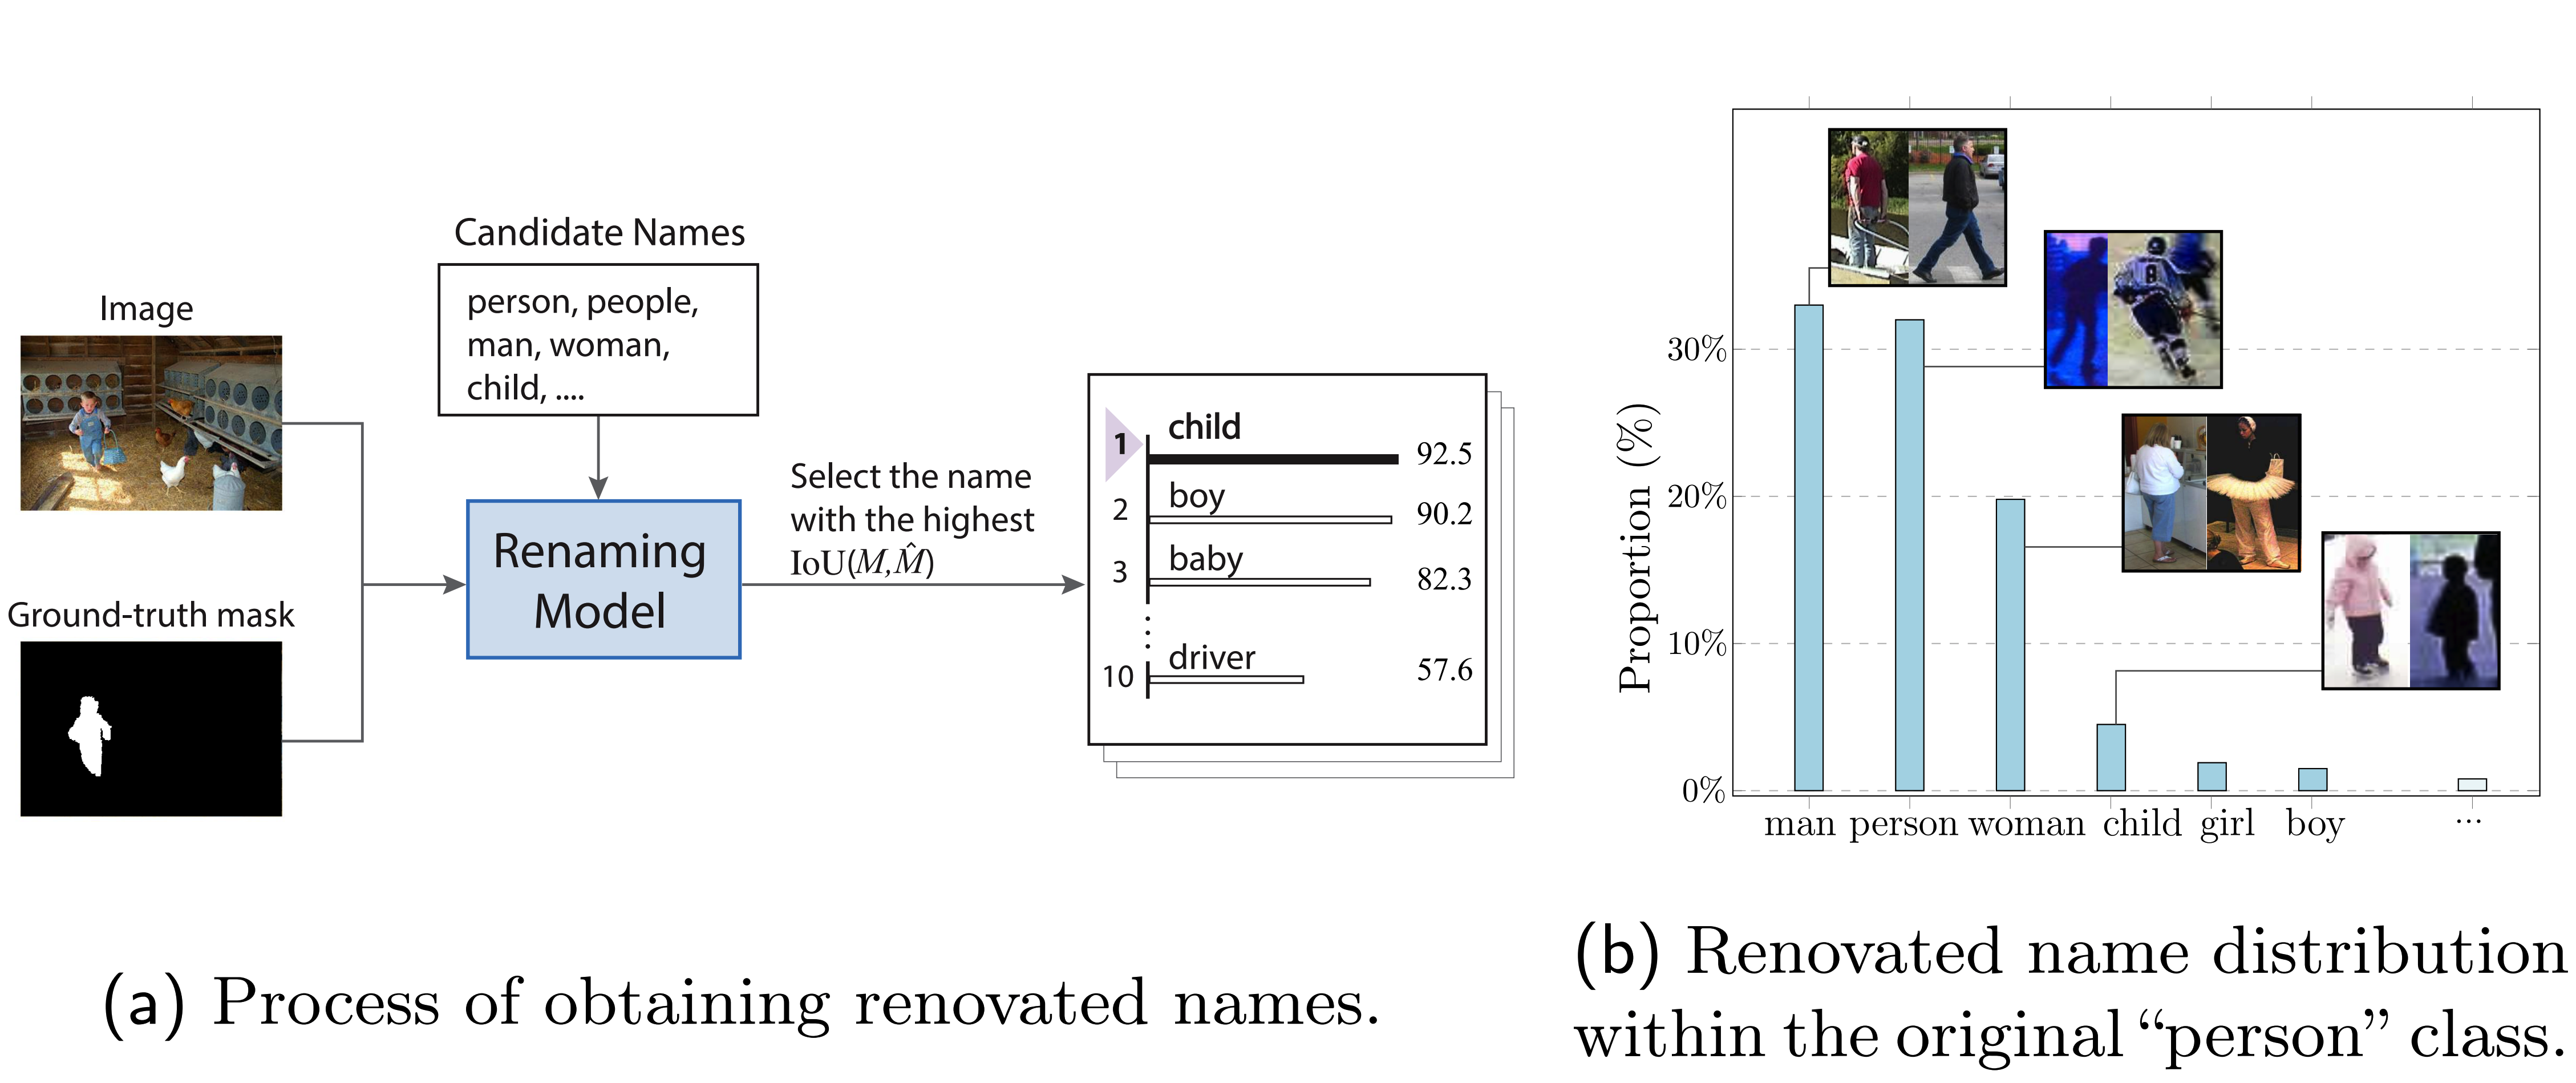 Image
Ground-truth mask
Candidate Names
person, people,
man, woman,
child, ....
Renaming
Model
Select the name
with the highest
IoU(M,M̂)
1 child 92.5
2 boy 90.2
3 baby 82.3
10 driver 57.6
(a) Process of obtaining renovated names.
Proportion (%)
30%
20%
10%
0%
8
man person woman child girl boy ...
(b) Renovated name distribution
within the original “person” class.